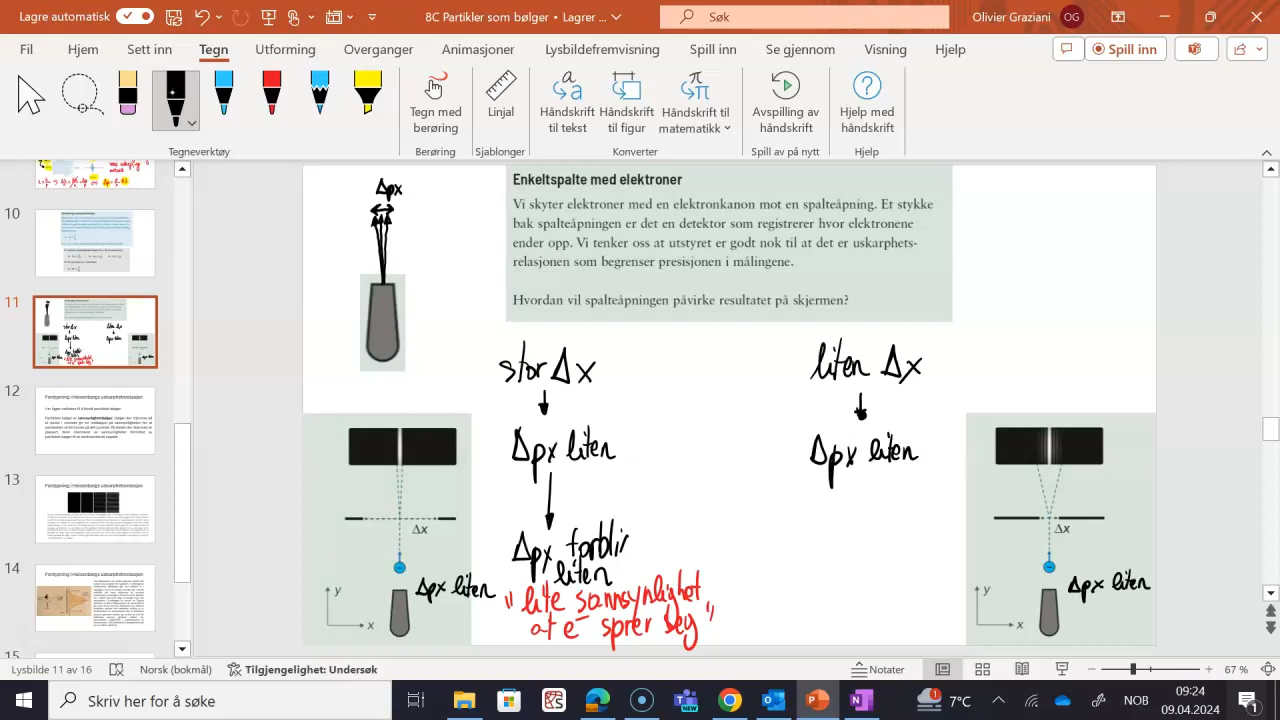 Lagre automatisk
8C Partikler som bølger • Lagrer ...
Søk
Olivier Graziani
OG
Fil
Hjem
Sett inn
Tegn
Utforming
Overganger
Animasjoner
Lysbildefremvisning
Spill inn
Se gjennom
Visning
Hjelp
Spill inn
Tegn med berøring
Linjal
Håndskrift til tekst
Håndskrift til figur
Håndskrift til matematikk
Avspilling av håndskrift
Hjelp med håndskrift
Tegneverktøy
Berøring
Sjablonger
Konverter
Spill av på nytt
Hjelp
10
11
12
Fordypning i Heisenbergs uskarphetsrelasjon
13
Fordypning i Heisenbergs uskarphetsrelasjon
14
Fordypning i Heisenbergs uskarphetsrelasjon
15
Δpx
Enkeltspalte med elektroner
Vi skyter elektroner med en elektronkanon mot en spalteåpning. Et stykke
bak spalteåpningen er det en detektor som registrerer hvor elektronene
ender opp. Vi tenker oss at utstyret er godt nok til at det er uskarphets-
relasjonen som begrenser presisjonen i målingene.
Hvordan vil spalteåpningen påvirke resultatet på skjermen?
stor Δx
liten Δx
Δpx liten
Δpx liten
Δx
Δx
Δpx forblir
liten
Δpx liten
Δpx liten
" lite sannsynlighet
at e⁻ sprer seg "
y
x
y
x
Lysbilde 11 av 16
Norsk (bokmål)
Tilgjengelighet: Undersøk
Notater
67 %
Skriv her for å søke
NEW
1
7°C
NOB
09:24
09.04.2024
1